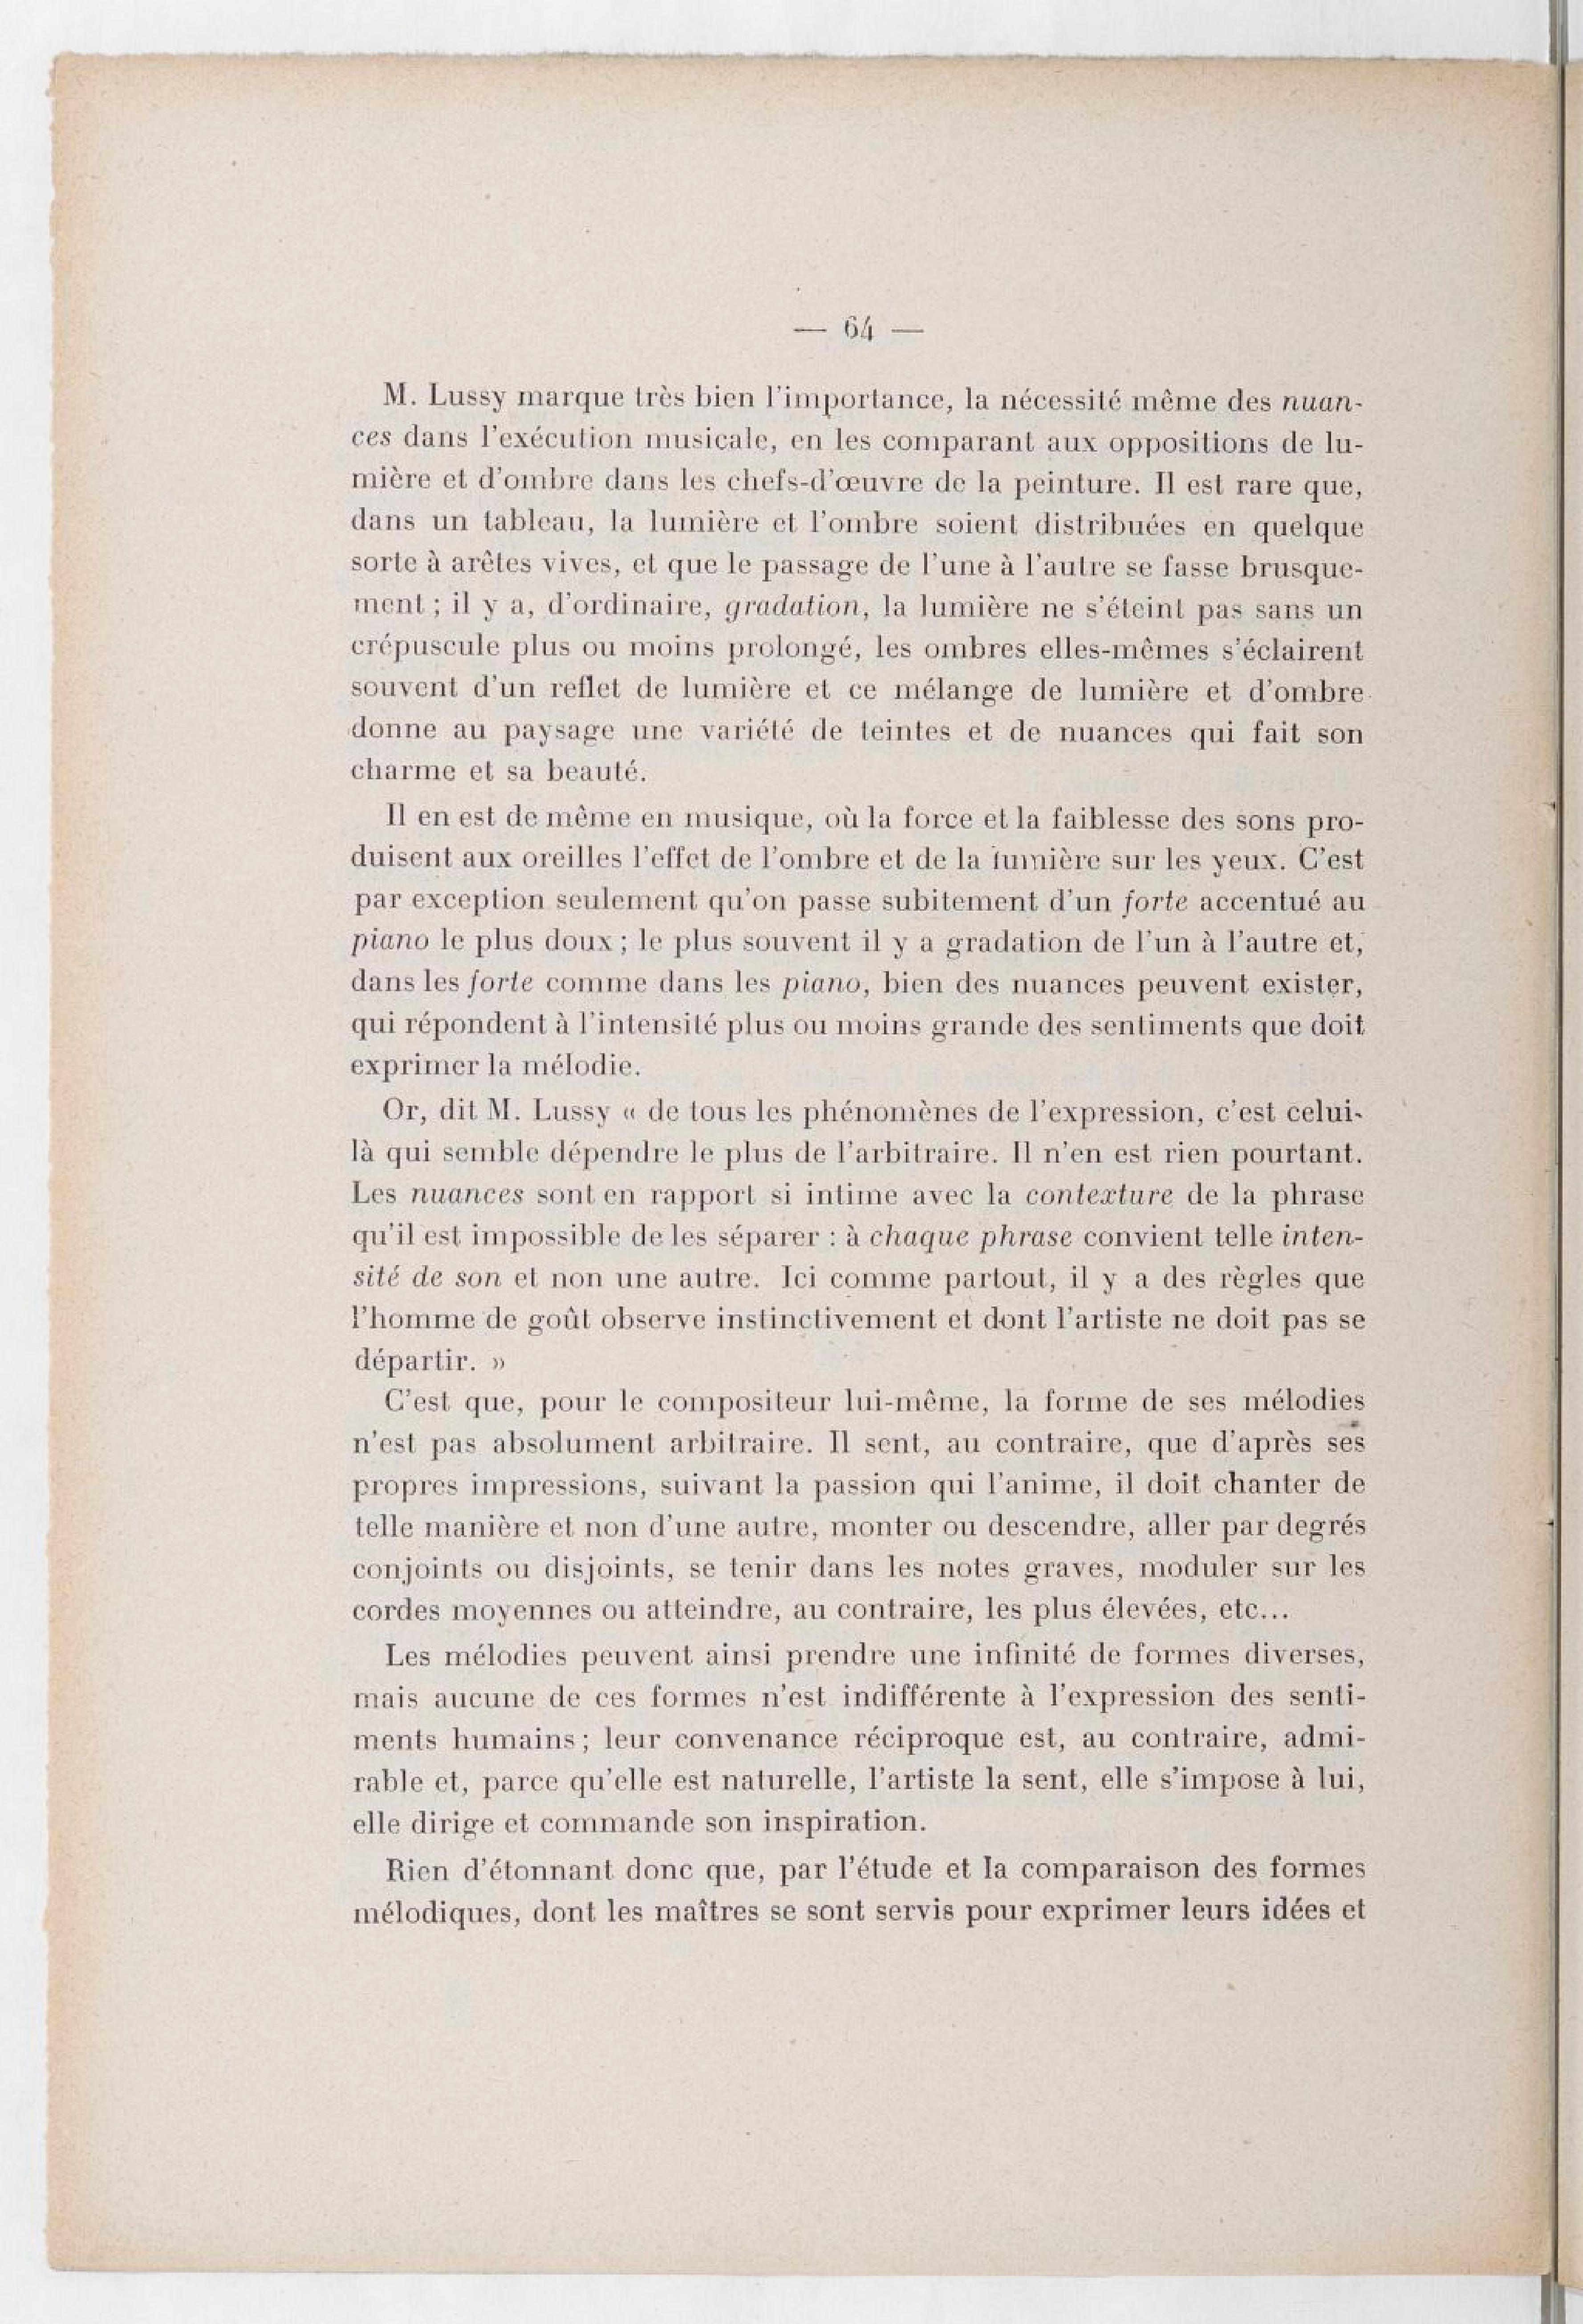 — 64 —
M. Lussy marque très bien l'importance, la nécessité même des nuan-
ces dans l'exécution musicale, en les comparant aux oppositions de lu-
mière et d'ombre dans les chefs-d'œuvre de la peinture. Il est rare que,
dans un tableau, la lumière et l'ombre soient distribuées en quelque
sorte à arêtes vives, et que le passage de l'une à l'autre se fasse brusque-
ment ; il y a, d'ordinaire, gradation, la lumière ne s'éteint pas sans un
crépuscule plus ou moins prolongé, les ombres elles-mêmes s'éclairent
souvent d'un reflet de lumière et ce mélange de lumière et d'ombre
donne au paysage une variété de teintes et de nuances qui fait son
charme et sa beauté.
Il en est de même en musique, où la force et la faiblesse des sons pro-
duisent aux oreilles l'effet de l'ombre et de la lumière sur les yeux. C'est
par exception seulement qu'on passe subitement d'un forte accentué au
piano le plus doux ; le plus souvent il y a gradation de l'un à l'autre et,
dans les forte comme dans les piano, bien des nuances peuvent exister,
qui répondent à l'intensité plus ou moins grande des sentiments que doit
exprimer la mélodie.
Or, dit M. Lussy « de tous les phénomènes de l'expression, c'est celui-
là qui semble dépendre le plus de l'arbitraire. Il n'en est rien pourtant.
Les nuances sont en rapport si intime avec la contexture de la phrase
qu'il est impossible de les séparer : à chaque phrase convient telle inten-
sité de son et non une autre. Ici comme partout, il y a des règles que
l'homme de goût observe instinctivement et dont l'artiste ne doit pas se
départir. »
C'est que, pour le compositeur lui-même, la forme de ses mélodies
n'est pas absolument arbitraire. Il sent, au contraire, que d'après ses
propres impressions, suivant la passion qui l'anime, il doit chanter de
telle manière et non d'une autre, monter ou descendre, aller par degrés
conjoints ou disjoints, se tenir dans les notes graves, moduler sur les
cordes moyennes ou atteindre, au contraire, les plus élevées, etc...
Les mélodies peuvent ainsi prendre une infinité de formes diverses,
mais aucune de ces formes n'est indifférente à l'expression des senti-
ments humains ; leur convenance réciproque est, au contraire, admi-
rable et, parce qu'elle est naturelle, l'artiste la sent, elle s'impose à lui,
elle dirige et commande son inspiration.
Rien d'étonnant donc que, par l'étude et la comparaison des formes
mélodiques, dont les maîtres se sont servis pour exprimer leurs idées et